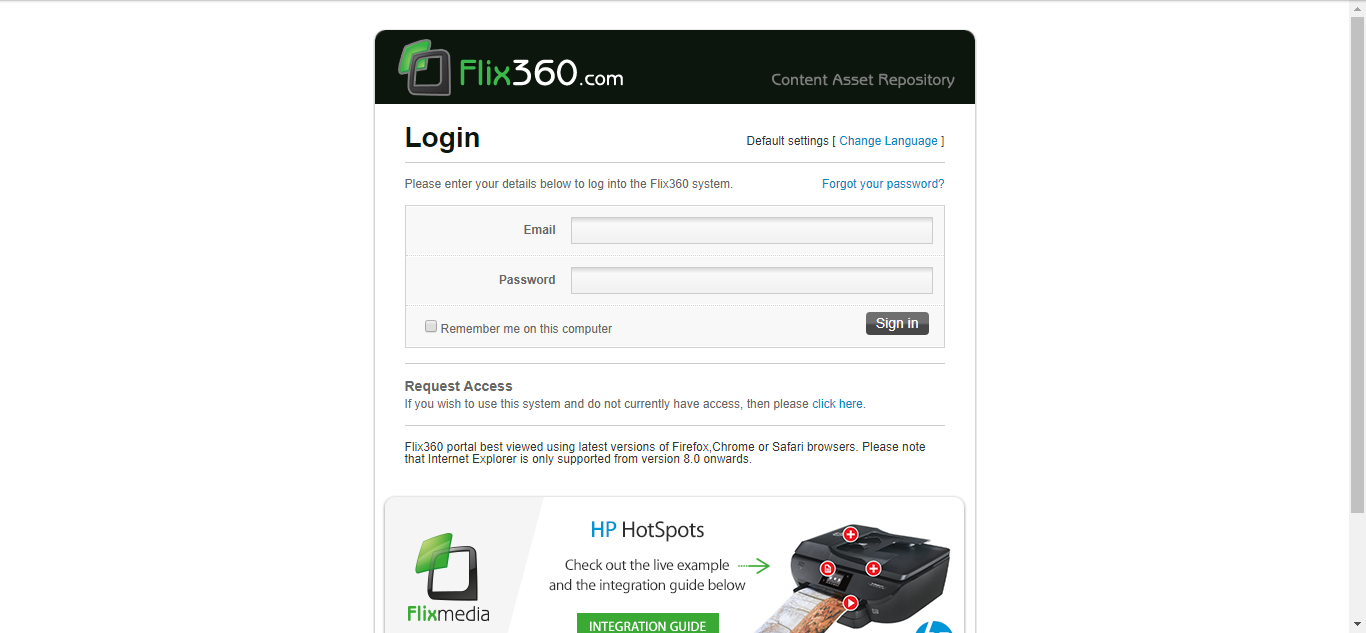 Flix360.com
Content Asset Repository
Login
Default settings [ Change Language ]
Please enter your details below to log into the Flix360 system.
Forgot your password?
Email
Password
Remember me on this computer
Sign in
Request Access
If you wish to use this system and do not currently have access, then please click here.
Flix360 portal best viewed using latest versions of Firefox,Chrome or Safari browsers. Please note
that Internet Explorer is only supported from version 8.0 onwards.
Flixmedia
HP HotSpots
Check out the live example
and the integration guide below
INTEGRATION GUIDE